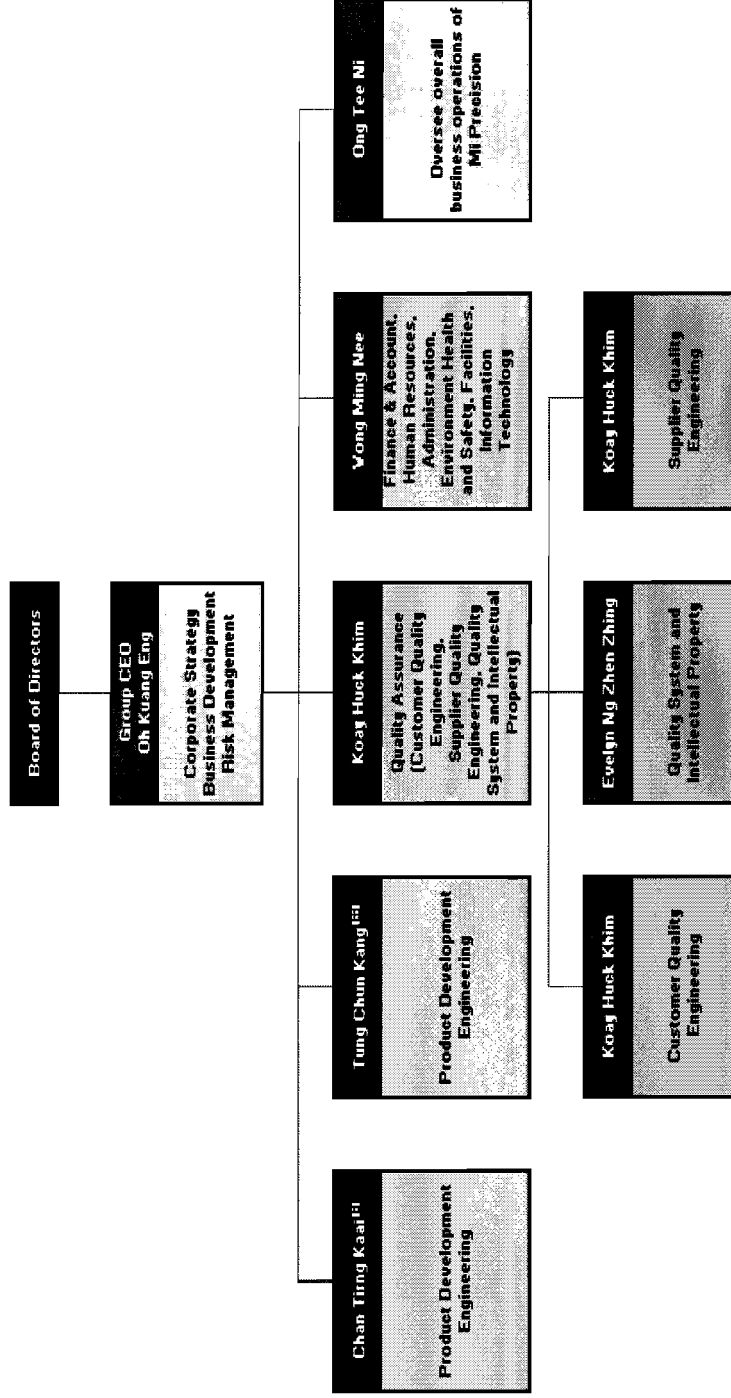 Board of Directors
Group CEO
Oh Kuang Eng
Corporate Strategy
Business Development
Risk Management
Chan Tirng Kaai[i]
Product Development
Engineering
Tung Chun Kang[ii]
Product Development
Engineering
Koay Huck Khim
Quality Assurance
(Customer Quality
Engineering,
Supplier Quality
Engineering, Quality
System and Intellectual
Property)
Wong Ming Nee
Finance & Account,
Human Resources,
Administration,
Environment Health
and Safety, Facilities,
Information
Technology
Ong Tee Ni
Oversee overall
business operations of
Mi Precision
Koay Huck Khim
Customer Quality
Engineering
Evelyn Ng Zhen Zhing
Quality System and
Intellectual Property
Koay Huck Khim
Supplier Quality
Engineering